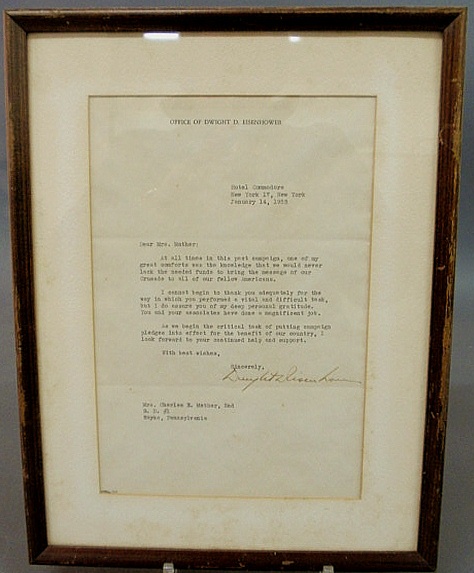 OFFICE OF DWIGHT D. EISENHOWER
Hotel Commodore
New York 17, New York
January 14, 1953
Dear Mrs. Mather:
At all times in this past campaign, one of my
great comforts was the knowledge that we would never
lack the needed funds to bring the message of our
Crusade to all of our fellow Americans.
I cannot begin to thank you adequately for the
way in which you performed a vital and difficult task,
but I do assure you of my deep personal gratitude.
You and your associates have done a magnificent job.
As we begin the critical task of putting campaign
pledges into effect for the benefit of our country, I
look forward to your continued help and support.
With best wishes,
Sincerely,
Dwight D Eisenhower
Mrs. Charles E. Mather, 2nd
R. D. #1
Wayne, Pennsylvania